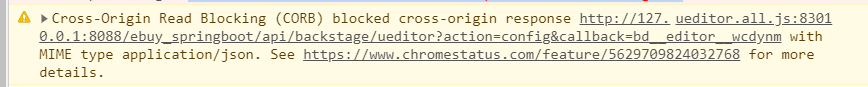 ▶Cross-Origin Read Blocking (CORB) blocked cross-origin response http://127. ueditor.all.js:8301
0.0.1:8088/ebuy_springboot/api/backstage/ueditor?action=config&callback=bd__editor__wcdynm with
MIME type application/json. See https://www.chromestatus.com/feature/5629709824032768 for more
details.